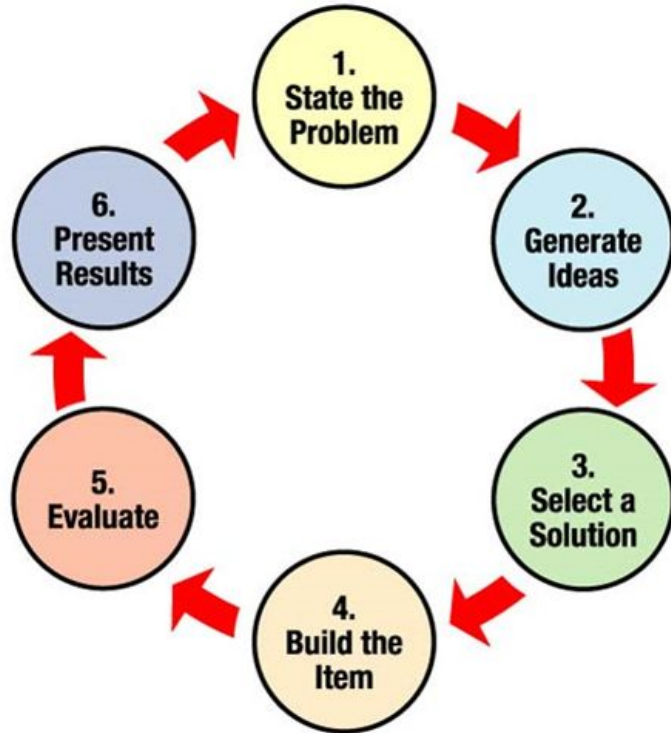 1.
State the
Problem
2.
Generate
Ideas
3.
Select a
Solution
4.
Build the
Item
5.
Evaluate
6.
Present
Results